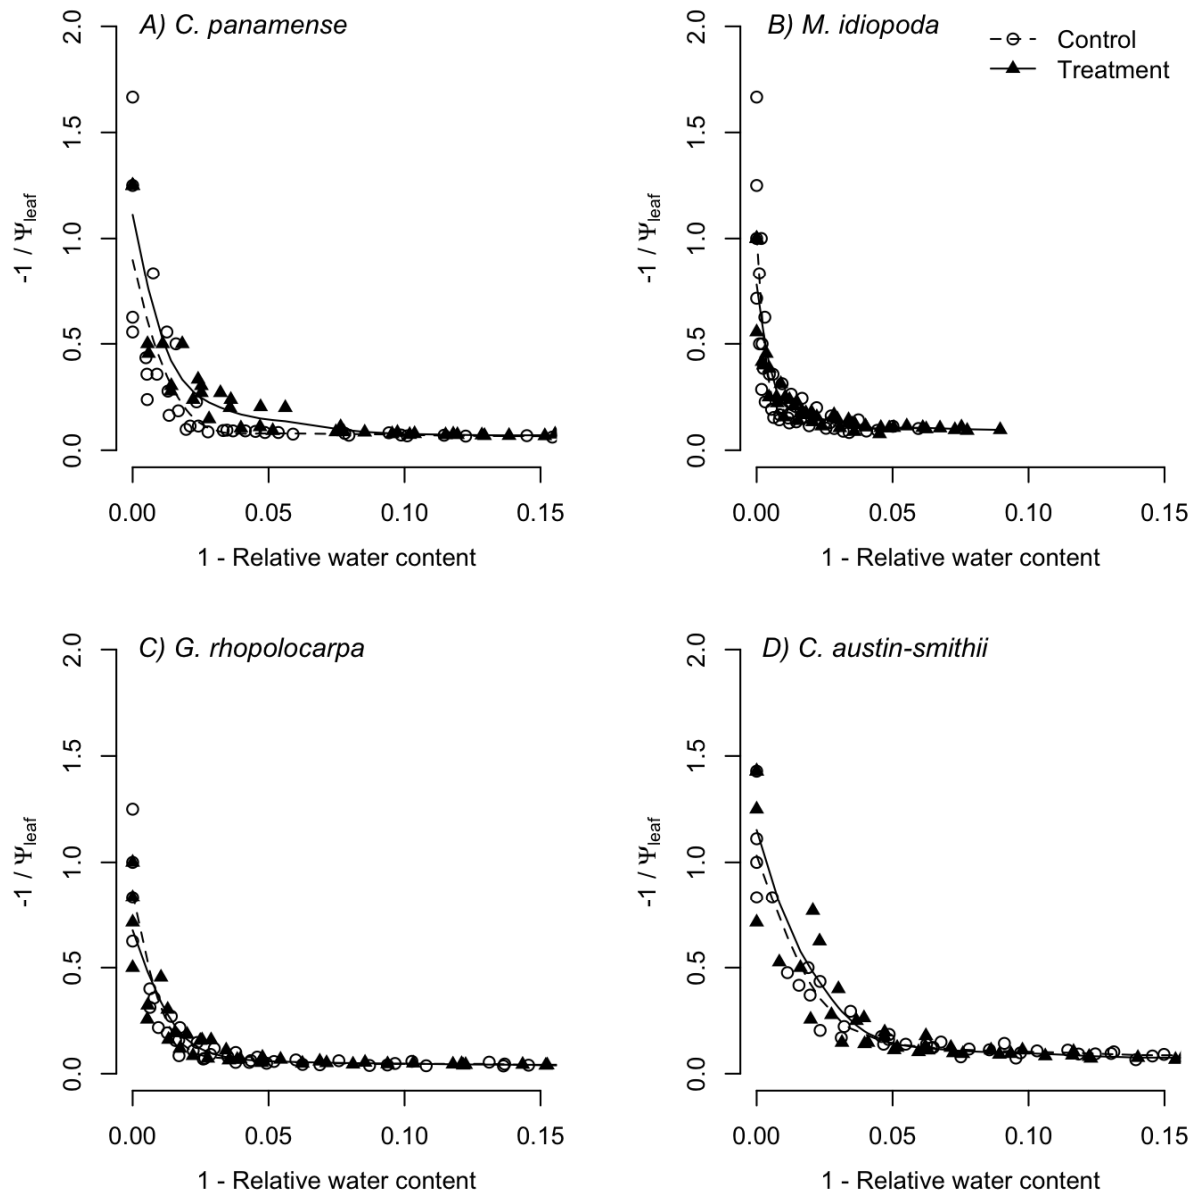 A) C. panamense
2.0
1.5
1.0
0.5
0.0
-1 / Ψleaf
0.00 0.05 0.10 0.15
1 - Relative water content
B) M. idiopoda
Control
Treatment
2.0
1.5
1.0
0.5
0.0
-1 / Ψleaf
0.00 0.05 0.10 0.15
1 - Relative water content
C) G. rhopolocarpa
2.0
1.5
1.0
0.5
0.0
-1 / Ψleaf
0.00 0.05 0.10 0.15
1 - Relative water content
D) C. austin-smithii
2.0
1.5
1.0
0.5
0.0
-1 / Ψleaf
0.00 0.05 0.10 0.15
1 - Relative water content